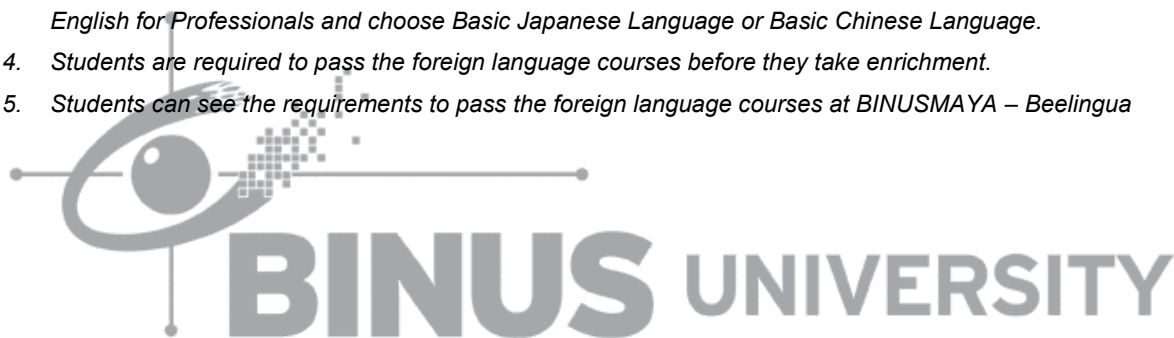 English for Professionals and choose Basic Japanese Language or Basic Chinese Language.
4. Students are required to pass the foreign language courses before they take enrichment.
5. Students can see the requirements to pass the foreign language courses at BINUSMAYA – Beelingua
BINUS UNIVERSITY